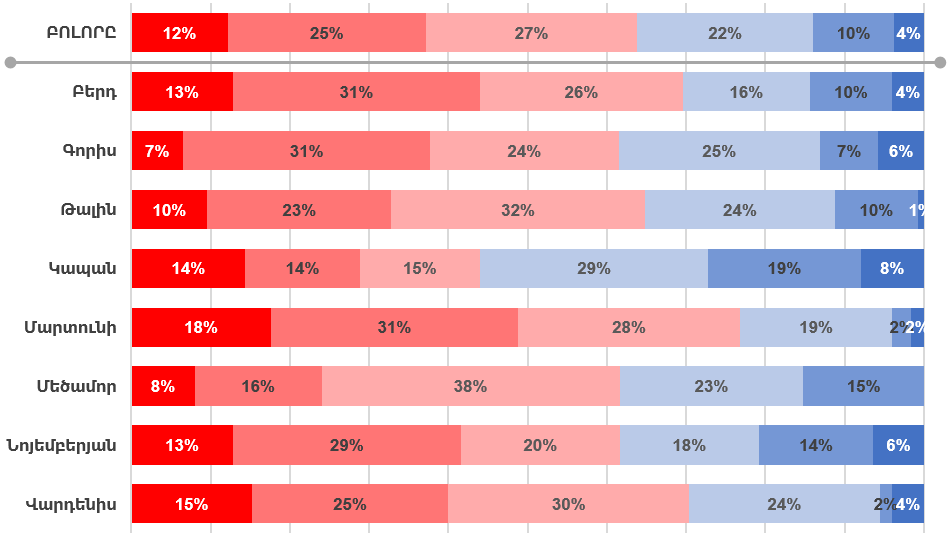 ԲՈԼՈՐԸ 12% 25% 27% 22% 10% 4%
Բերդ 13% 31% 26% 16% 10% 4%
Գորիս 7% 31% 24% 25% 7% 6%
Թալին 10% 23% 32% 24% 10% 1%
Կապան 14% 14% 15% 29% 19% 8%
Մարտունի 18% 31% 28% 19% 2% 2%
Մեծամոր 8% 16% 38% 23% 15%
Նոյեմբերյան 13% 29% 20% 18% 14% 6%
Վարդենիս 15% 25% 30% 24% 2% 4%